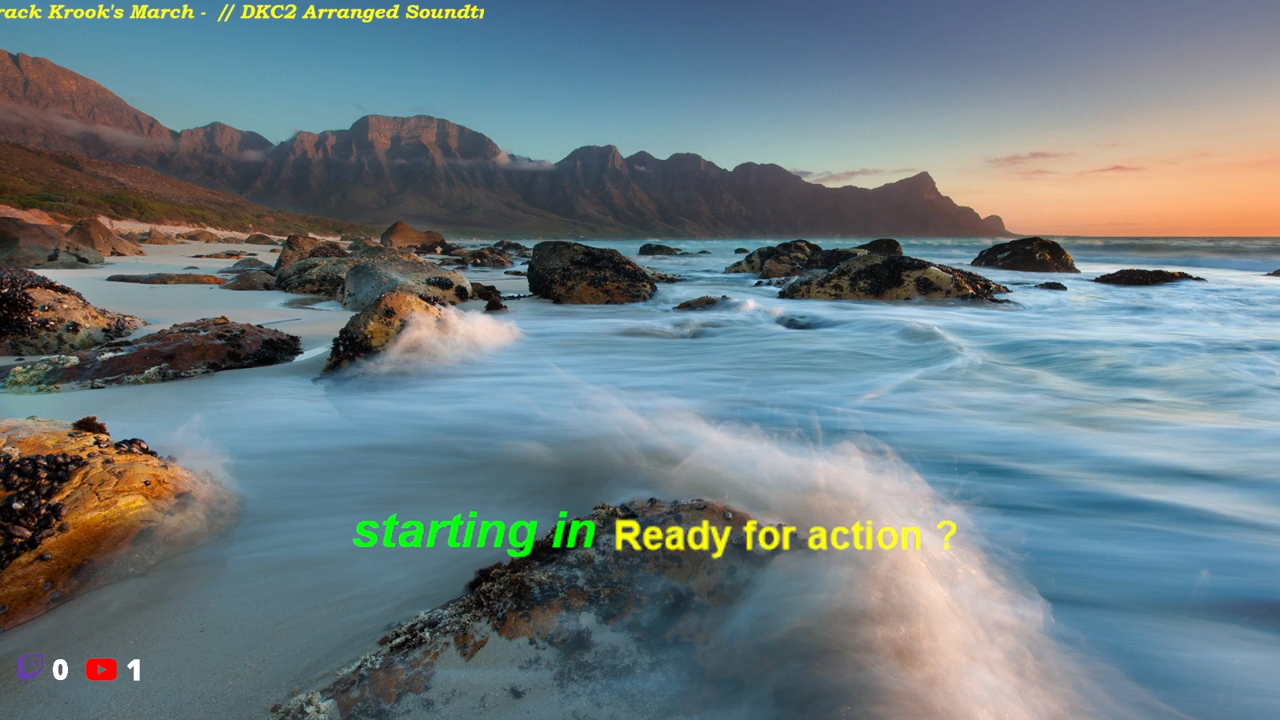 rack Krook's March - // DKC2 Arranged Soundt
starting in Ready for action ?
0 1